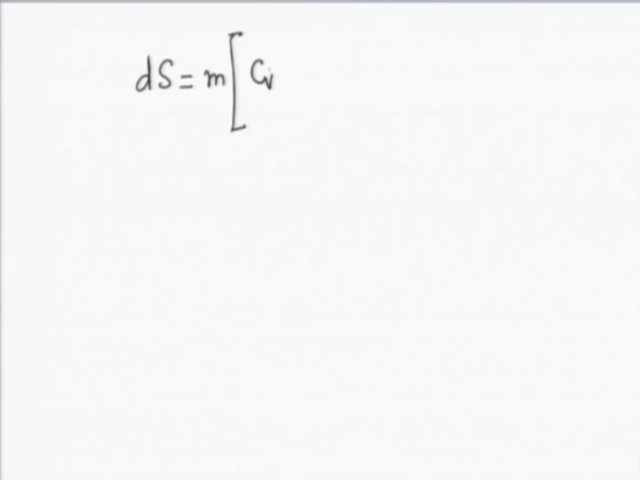 dS = m [ Cv